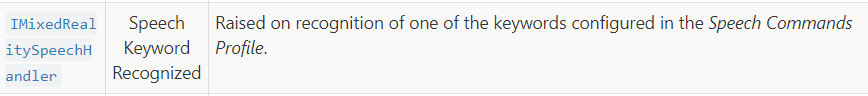 IMixedReal
itySpeechH
andler
Speech
Keyword
Recognized
Raised on recognition of one of the keywords configured in the Speech Commands
Profile.